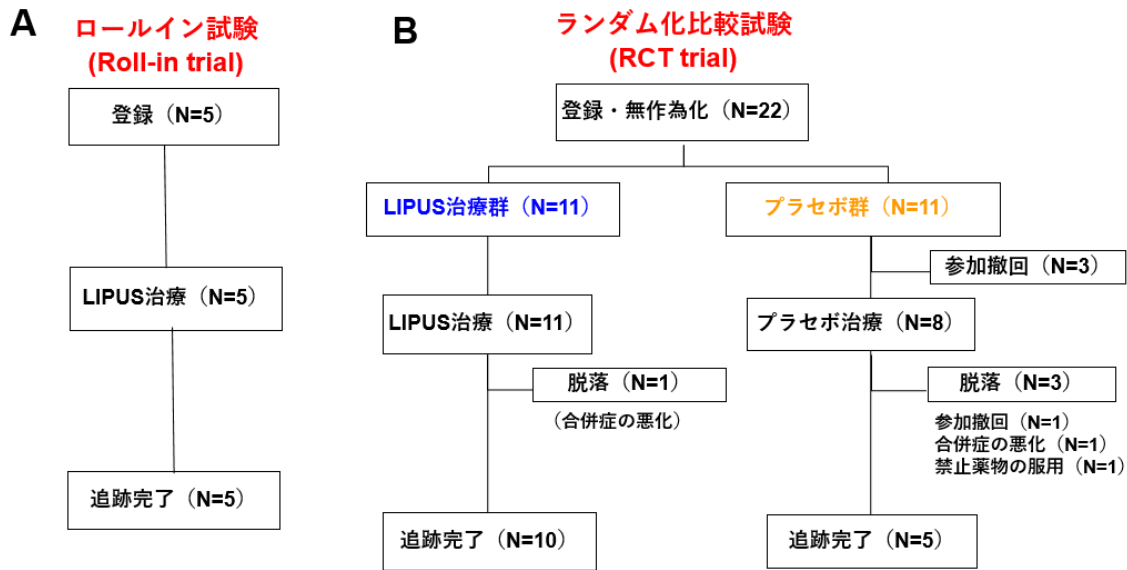 A
ロールイン試験
(Roll-in trial)
登録（N=5）
LIPUS治療（N=5）
追跡完了（N=5）
B
ランダム化比較試験
(RCT trial)
登録・無作為化（N=22）
LIPUS治療群（N=11）
プラセボ群（N=11）
参加撤回（N=3）
LIPUS治療（N=11）
プラセボ治療（N=8）
脱落（N=1）
（合併症の悪化）
脱落（N=3）
参加撤回（N=1）
合併症の悪化（N=1）
禁止薬物の服用（N=1）
追跡完了（N=10）
追跡完了（N=5）